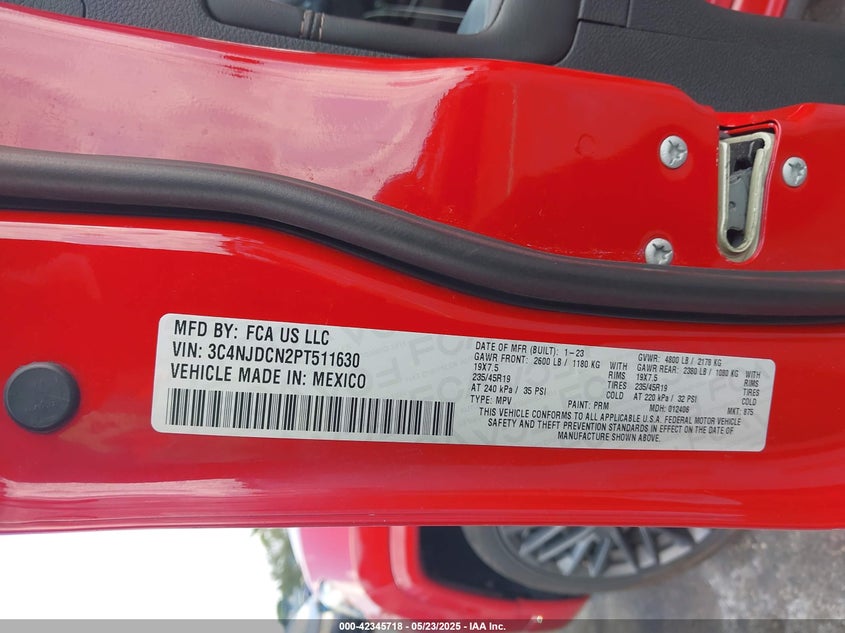 MFD BY: FCA US LLC
VIN: 3C4NJDCN2PT511630
VEHICLE MADE IN: MEXICO
DATE OF MFR (BUILT): 1-23 GVWR: 4800 LB / 2178 KG
GAWR FRONT: 2600 LB / 1180 KG WITH GAWR REAR: 2380 LB / 1080 KG WITH
19X7.5 RIMS 19X7.5 RIMS
235/45R19 TIRES 235/45R19 TIRES
AT 240 kPa / 35 PSI COLD AT 220 kPa / 32 PSI COLD
TYPE: MPV PAINT: PRM MDH: 012406 MKT: 875
THIS VEHICLE CONFORMS TO ALL APPLICABLE U.S.A. FEDERAL MOTOR VEHICLE
SAFETY AND THEFT PREVENTION STANDARDS IN EFFECT ON THE DATE OF
MANUFACTURE SHOWN ABOVE.
000-42345718 - 05/23/2025 - IAA Inc.